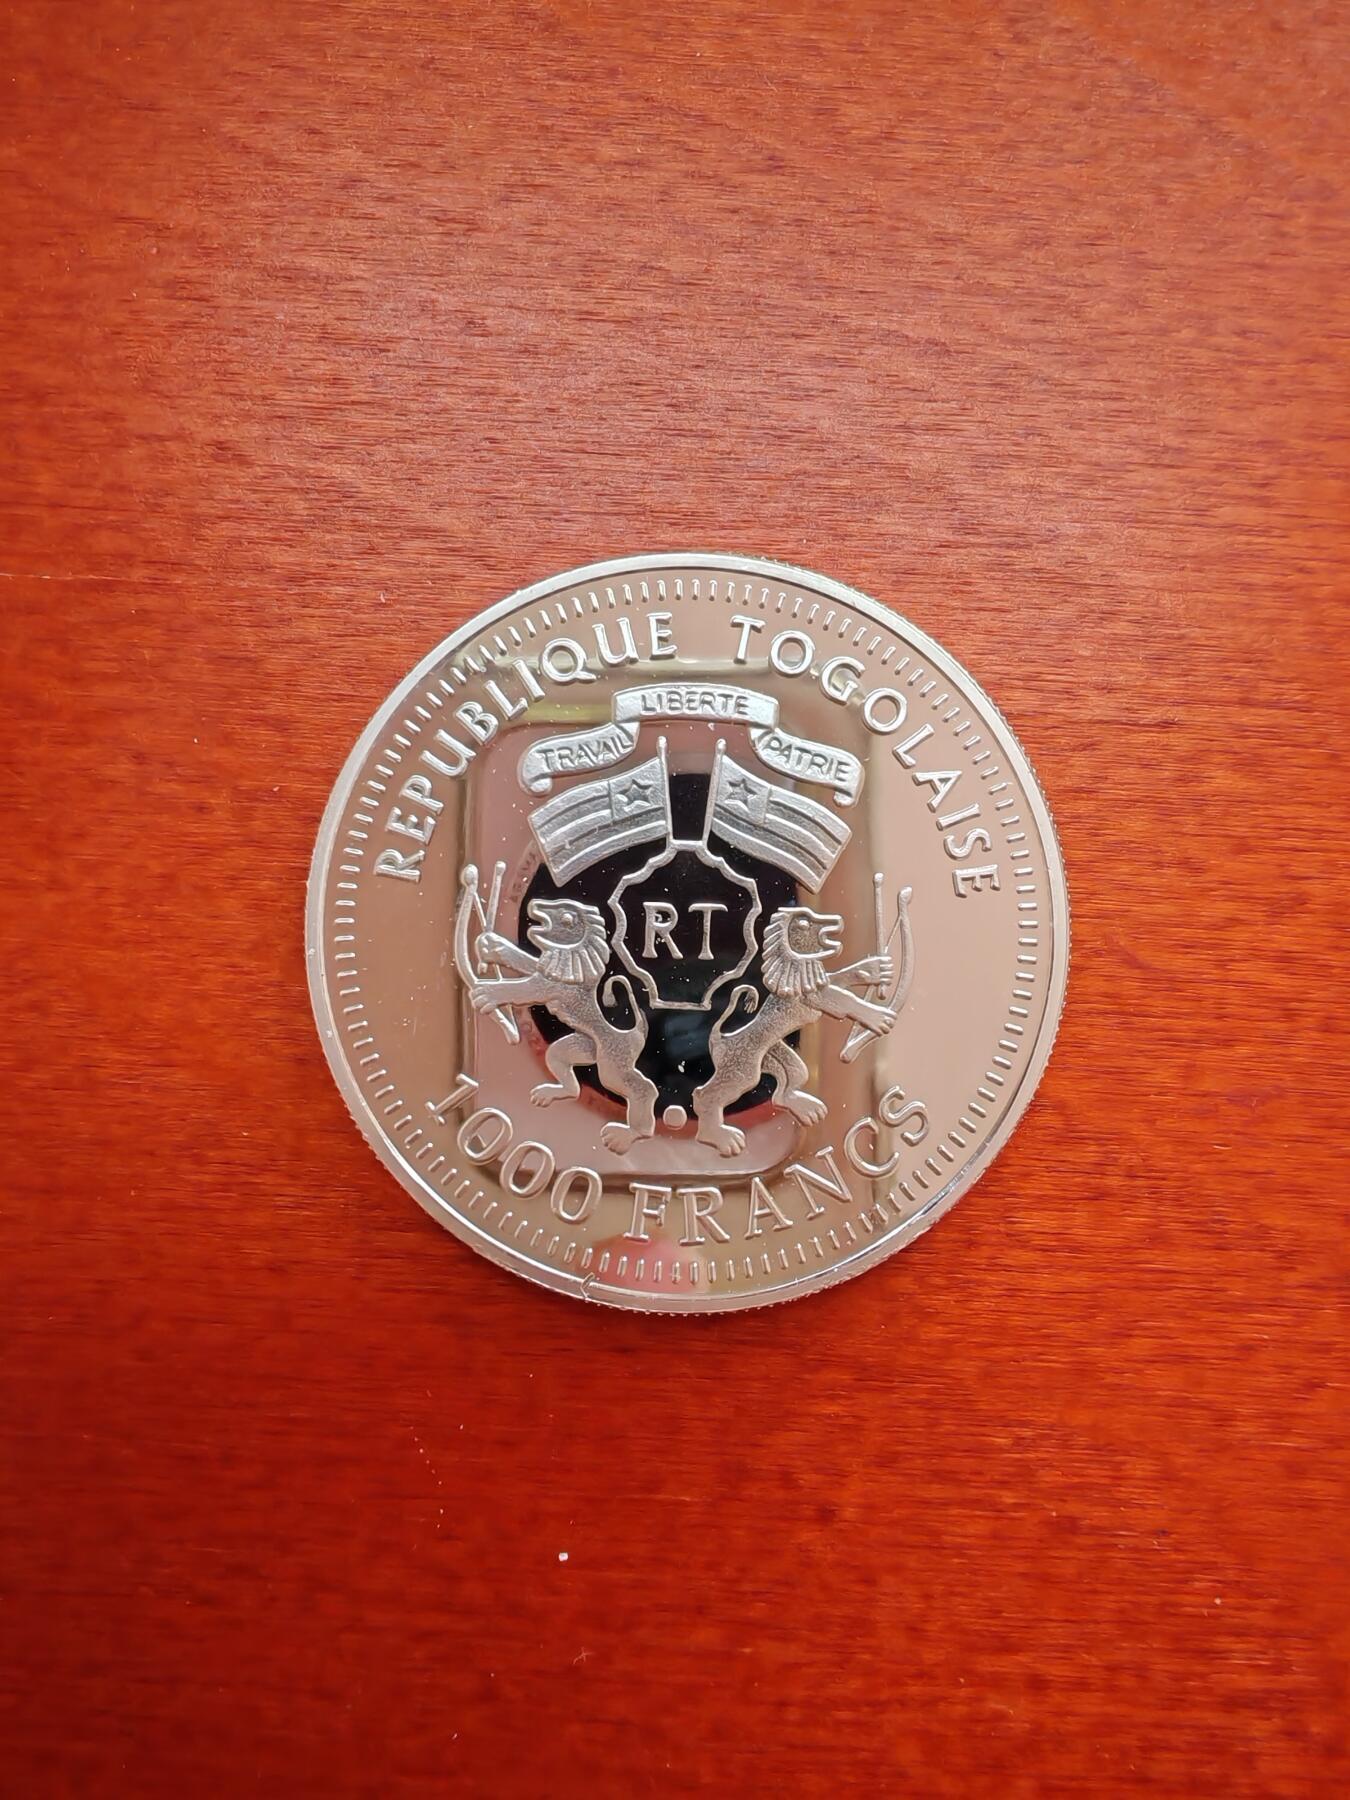 REPUBLIQUE TOGOLAISE
LIBERTE
TRAVAIL PATRIE
RT
1000 FRANCS